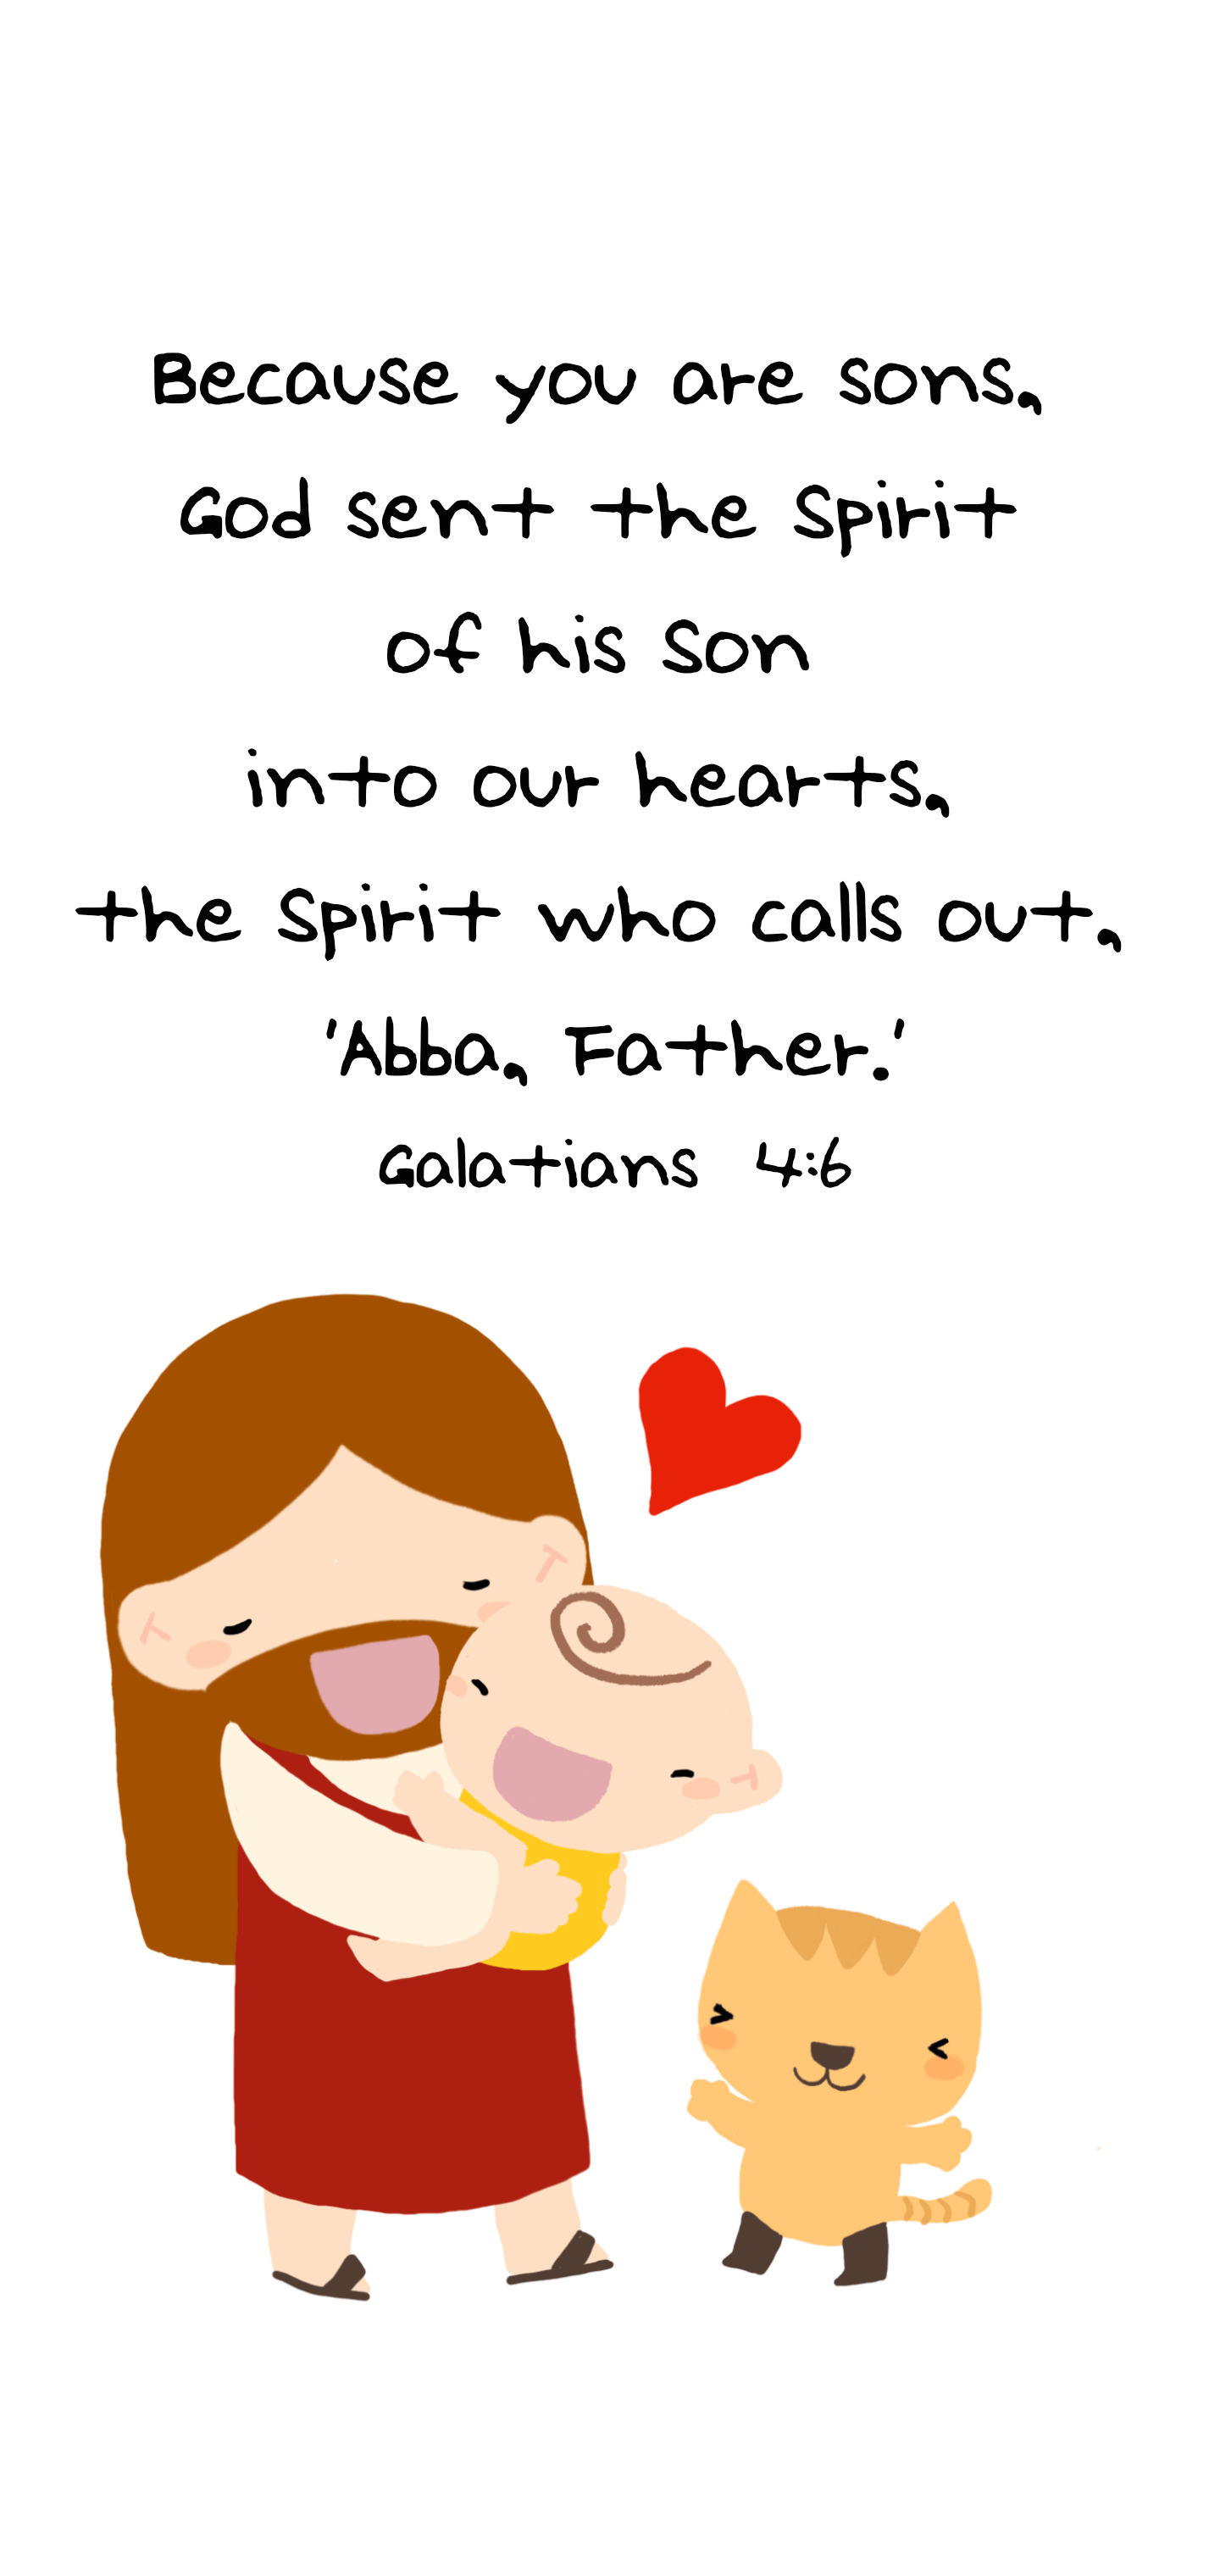 Because you are sons,
God sent the Spirit
of his Son
into our hearts,
the Spirit who calls out,
'Abba, Father.'
Galatians 4:6